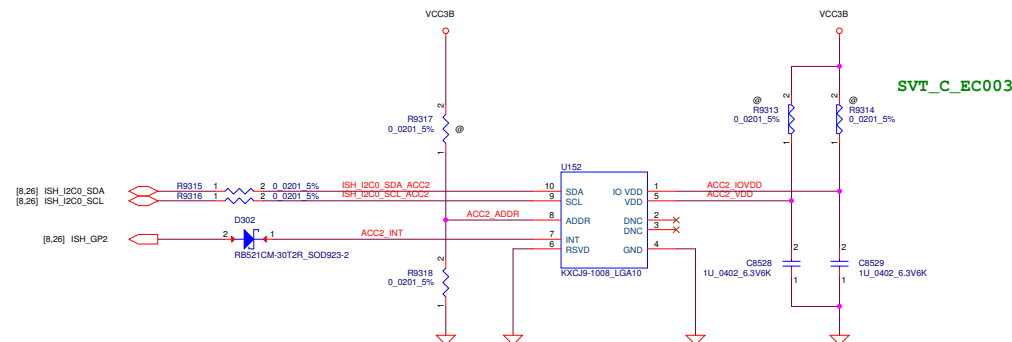 VCC3B
VCC3B
SVT_C_EC003
2
@
R9317
0_0201_5%
1
2
@
R9313
0_0201_5%
1
2
@
R9314
0_0201_5%
1
U152
[8,26] ISH_I2C0_SDA
R9315 1 2 0_0201_5% ISH_I2C0_SDA_ACC2 10 SDA IO VDD 1 ACC2_IOVDD
[8,26] ISH_I2C0_SCL
R9316 1 2 0_0201_5% ISH_I2C0_SCL_ACC2 9 SCL VDD 5 ACC2_VDD
ACC2_ADDR 8 ADDR DNC 2
DNC 3
D302
[8,26] ISH_GP2 2 1 ACC2_INT 7 INT
6 RSVD GND 4
RB521CM-30T2R_SOD923-2
KXCJ9-1008_LGA10
2
R9318
0_0201_5%
1
2
C8528
1U_0402_6.3V6K
1
2
C8529
1U_0402_6.3V6K
1